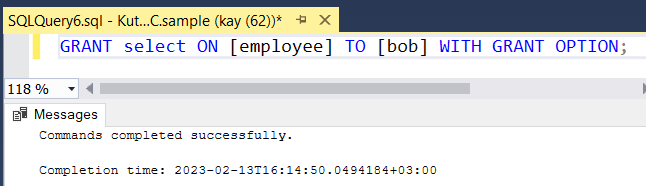 SQLQuery6.sql - Kut...C.sample (kay (62))*
GRANT select ON [employee] TO [bob] WITH GRANT OPTION;
118 %
Messages
Commands completed successfully.
Completion time: 2023-02-13T16:14:50.0494184+03:00